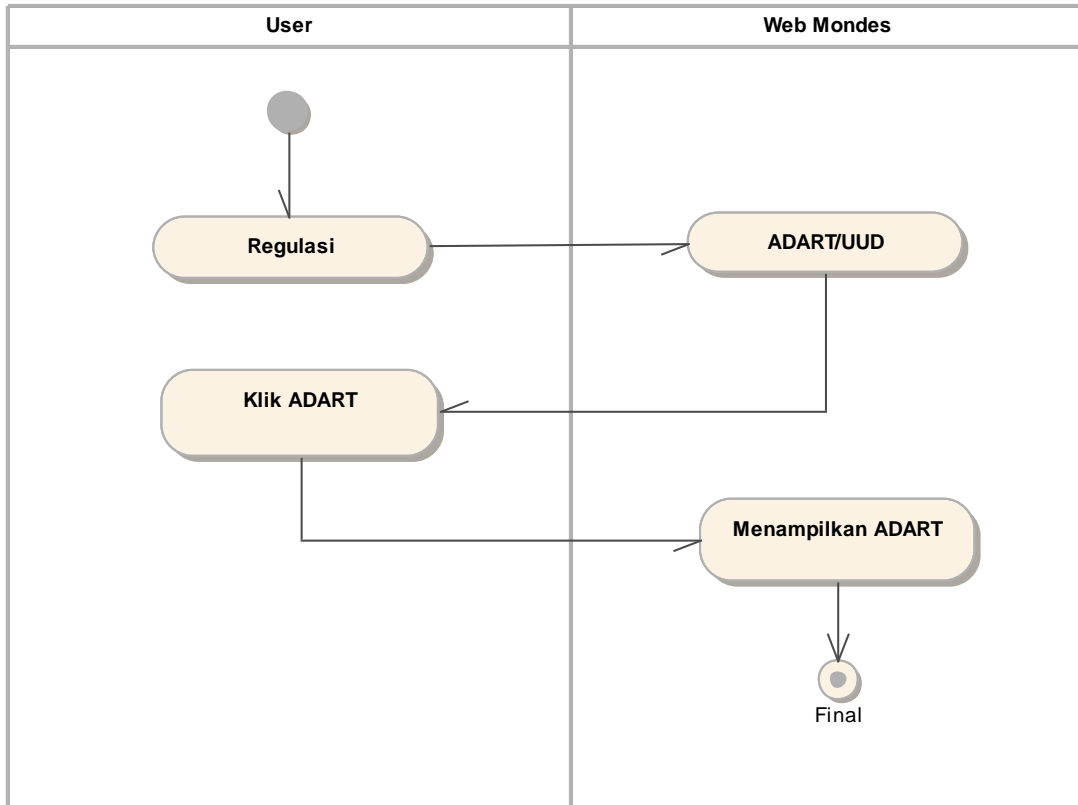 User
Web Mondes
Regulasi
ADART/UUD
Klik ADART
Menampilkan ADART
Final